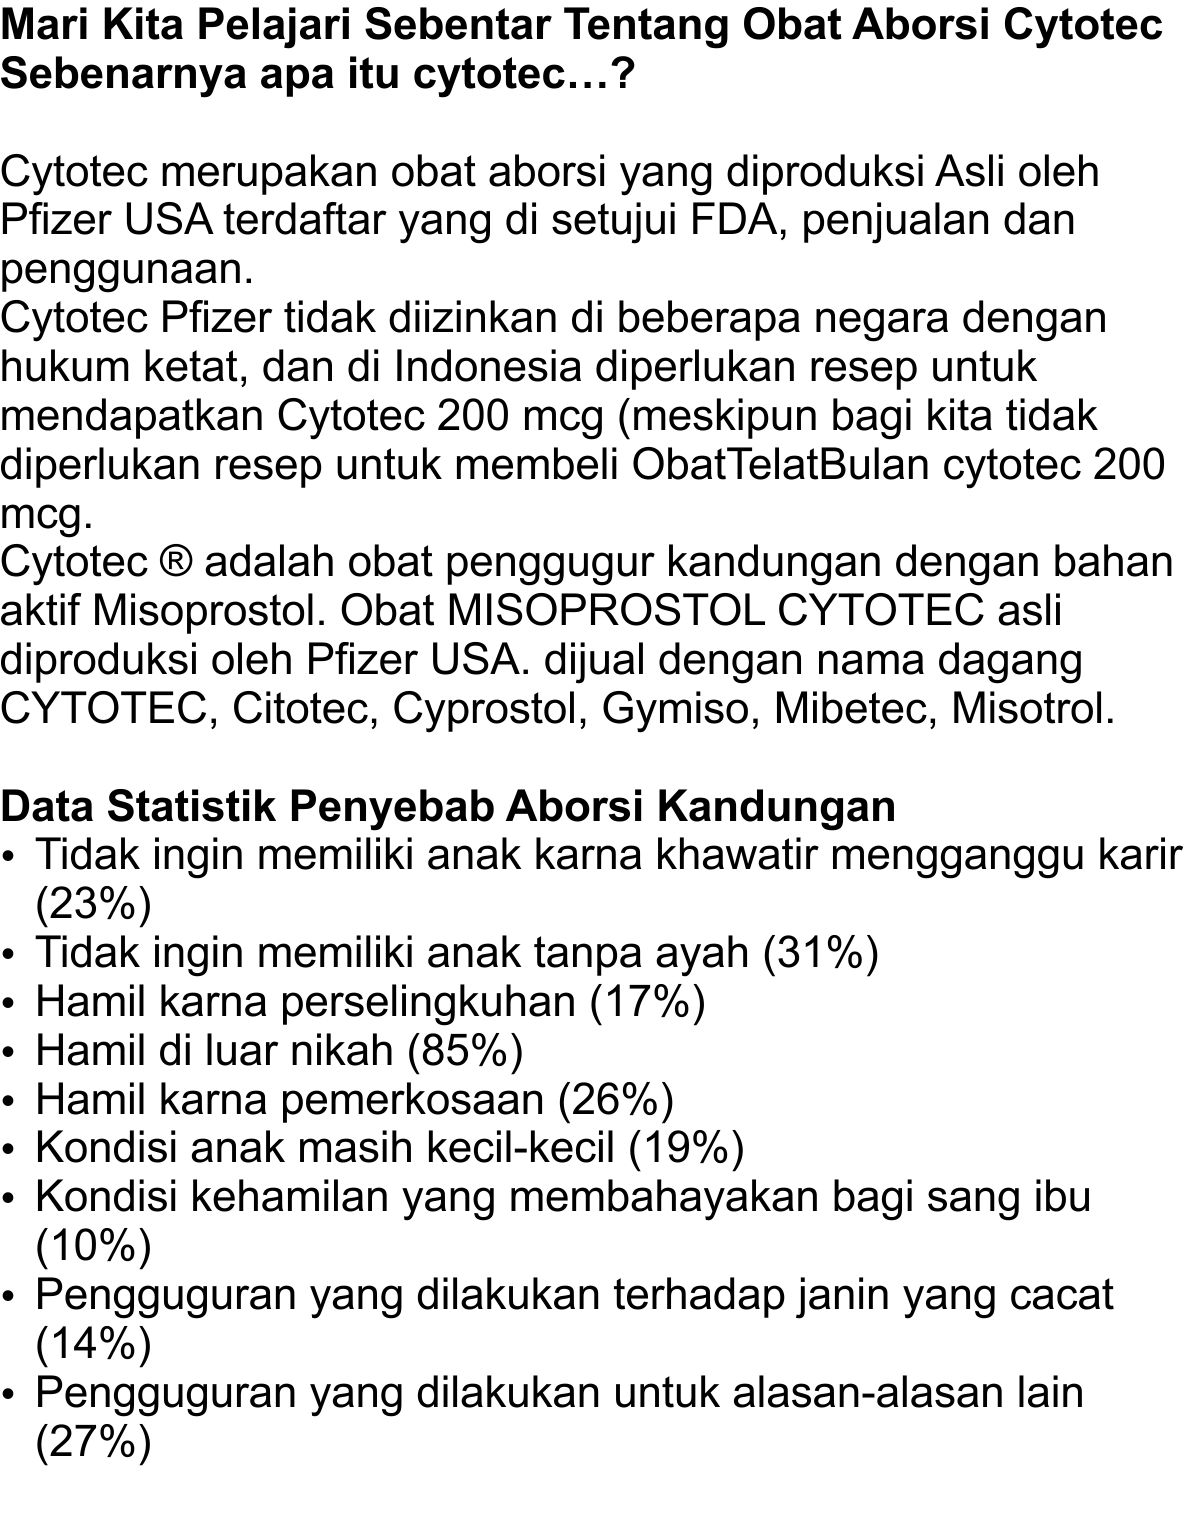 Mari Kita Pelajari Sebentar Tentang Obat Aborsi Cytotec
Sebenarnya apa itu cytotec…?
Cytotec merupakan obat aborsi yang diproduksi Asli oleh
Pfizer USA terdaftar yang di setujui FDA, penjualan dan
penggunaan.
Cytotec Pfizer tidak diizinkan di beberapa negara dengan
hukum ketat, dan di Indonesia diperlukan resep untuk
mendapatkan Cytotec 200 mcg (meskipun bagi kita tidak
diperlukan resep untuk membeli ObatTelatBulan cytotec 200
mcg.
Cytotec ® adalah obat penggugur kandungan dengan bahan
aktif Misoprostol. Obat MISOPROSTOL CYTOTEC asli
diproduksi oleh Pfizer USA. dijual dengan nama dagang
CYTOTEC, Citotec, Cyprostol, Gymiso, Mibetec, Misotrol.
Data Statistik Penyebab Aborsi Kandungan
• Tidak ingin memiliki anak karna khawatir mengganggu karir
(23%)
• Tidak ingin memiliki anak tanpa ayah (31%)
• Hamil karna perselingkuhan (17%)
• Hamil di luar nikah (85%)
• Hamil karna pemerkosaan (26%)
• Kondisi anak masih kecil-kecil (19%)
• Kondisi kehamilan yang membahayakan bagi sang ibu
(10%)
• Pengguguran yang dilakukan terhadap janin yang cacat
(14%)
• Pengguguran yang dilakukan untuk alasan-alasan lain
(27%)